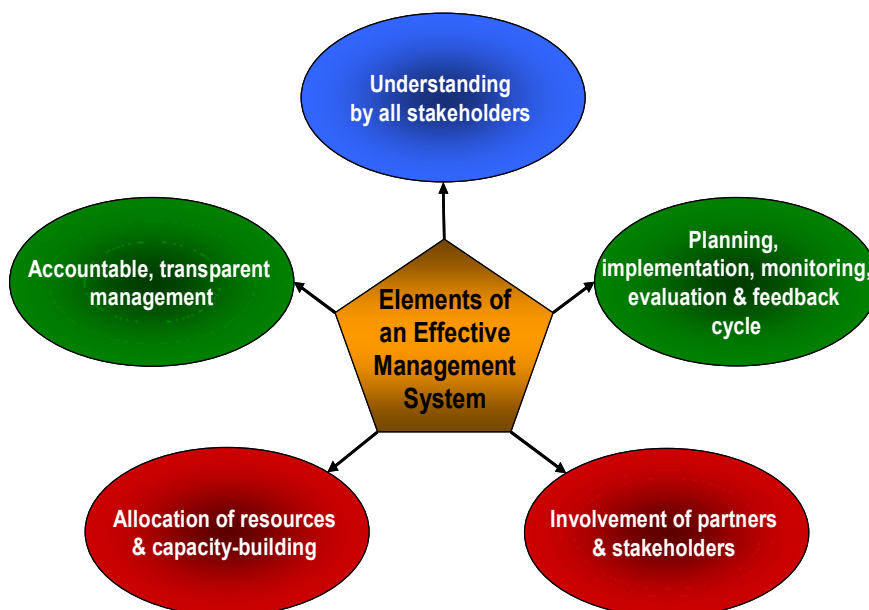 Understanding
by all stakeholders
Accountable, transparent
management
Planning,
implementation, monitoring,
evaluation & feedback
cycle
Elements of
an Effective
Management
System
Allocation of resources
& capacity-building
Involvement of partners
& stakeholders